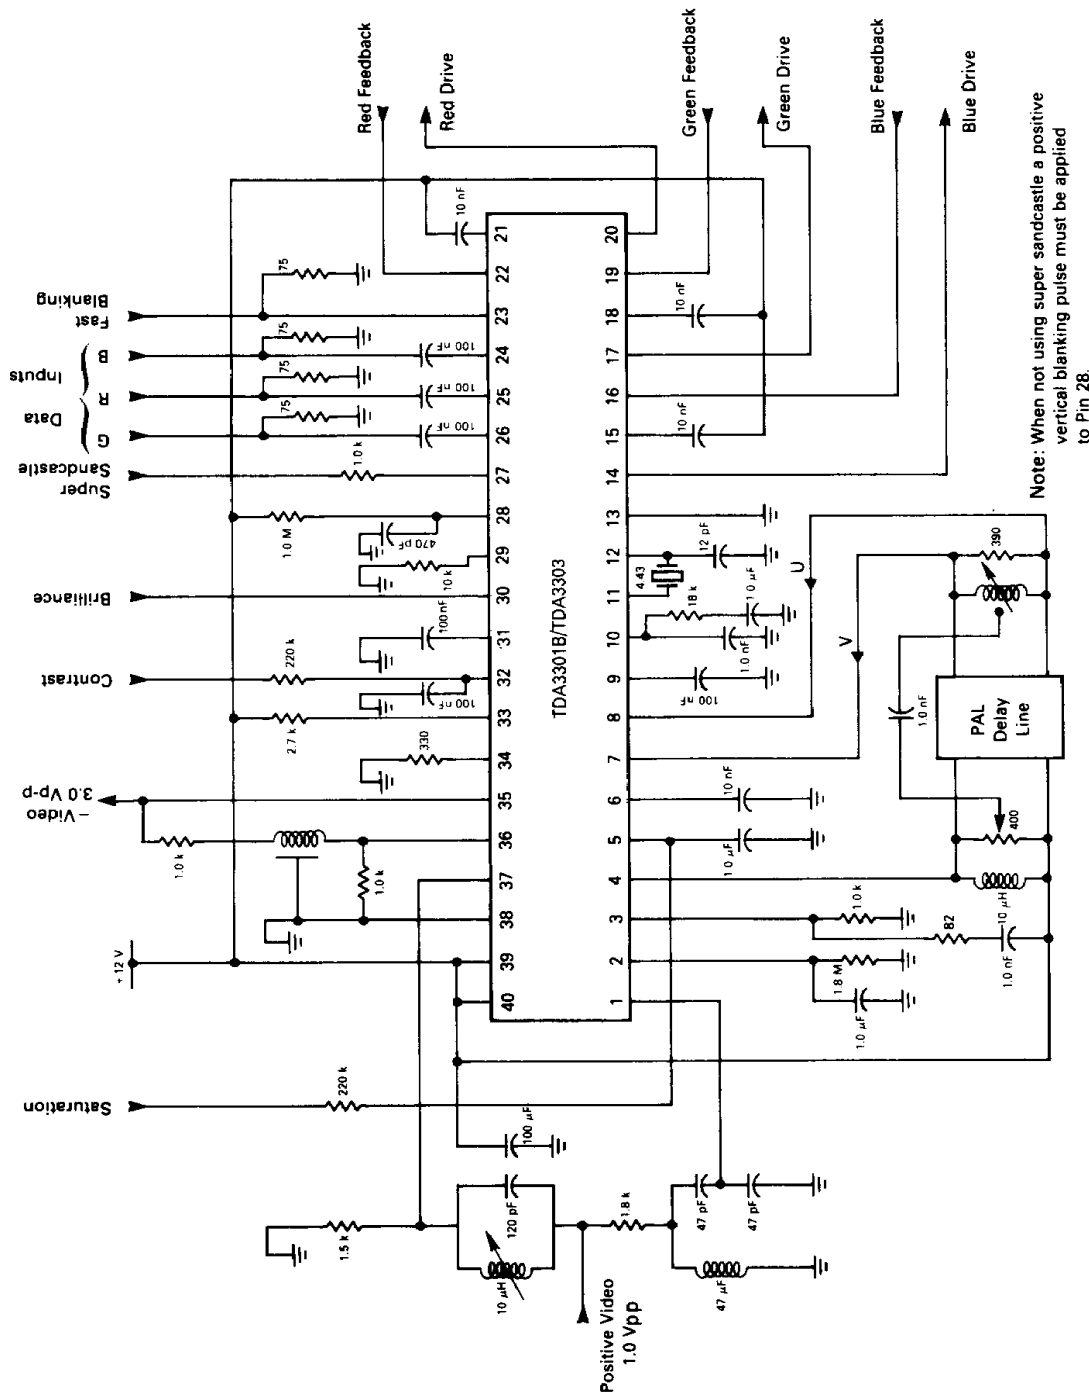 Red Feedback
Red Drive
Green Feedback
Green Drive
Blue Feedback
Blue Drive
Note: When not using super sandcastle a positive
vertical blanking pulse must be applied
to Pin 28.
Fast
Blanking
B
R
G
Data
Inputs
Super
Sandcastle
Brilliance
Contrast
– Video
3.0 Vp-p
+ 12 V
Saturation
10 nF
75
75
75
75
100 nF
100 nF
100 nF
1.0 k
1.0 M
470 pF
10 k
100nF
220 k
100 nF
2.7 k
330
1.0 k
1.0 k
220 k
100 µF
1.5 k
120 pF
10 µH
1.8 k
47 pF
47 pF
47 µF
Positive Video
1.0 Vpp
21
22
23
24
25
26
27
28
29
30
31
32
33
34
35
36
37
38
39
40
TDA3301B/TDA3303
20
19
18
17
16
15
14
13
12
11
10
9
8
7
6
5
4
3
2
1
10 nF
10 nF
12 pF
4.43
18 k
1.0 µF
1.0 nF
100 nF
10 nF
1.0 µF
1.0k
82
10 µH
1.0 nF
1.8 M
1.0 µF
U
V
390
1.0 nF
PAL
Delay
Line
400